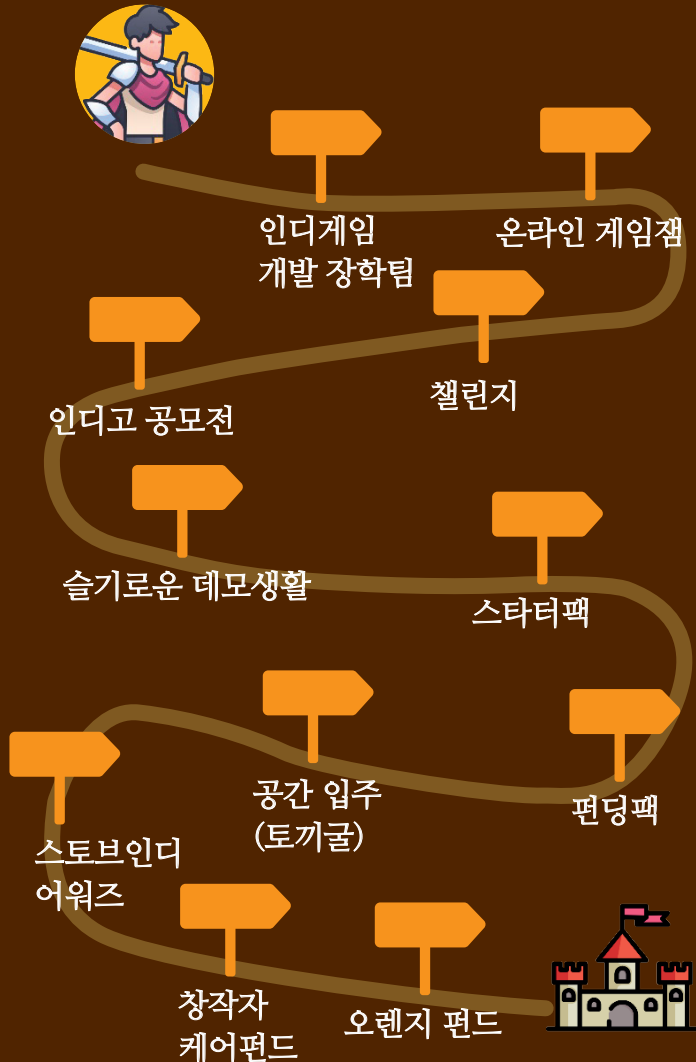 인디게임
개발 장학팀
온라인 게임잼
챌린지
인디고 공모전
슬기로운 데모생활
스타터팩
펀딩팩
공간 입주
(토끼굴)
스토브인디
어워즈
창작자
케어펀드
오렌지 펀드